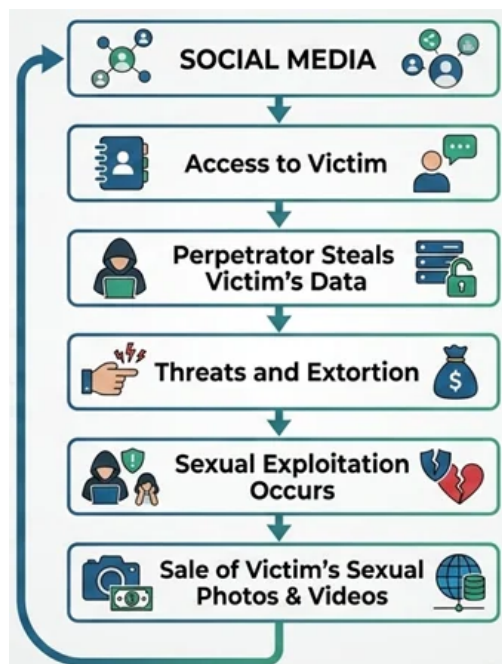 SOCIAL MEDIA
Access to Victim
Perpetrator Steals
Victim's Data
Threats and Extortion
$
Sexual Exploitation
Occurs
Sale of Victim's Sexual
Photos & Videos